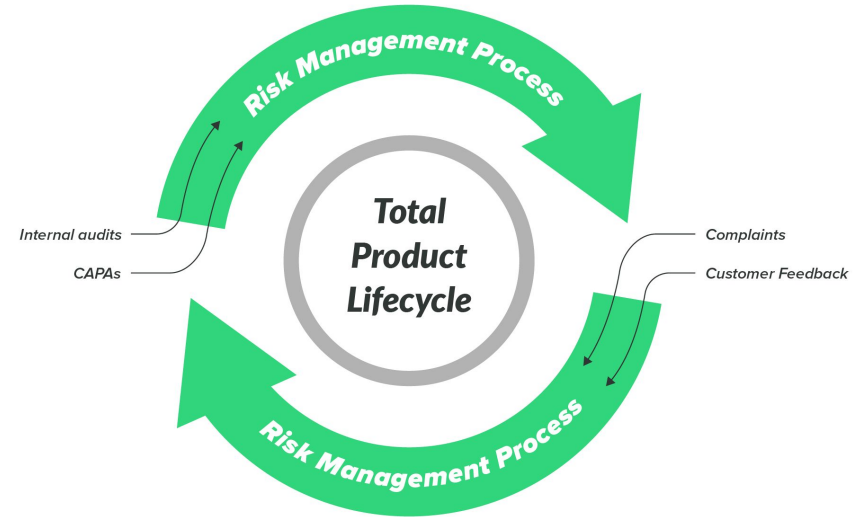 Risk Management Process
Total
Product
Lifecycle
Internal audits
CAPAs
Complaints
Customer Feedback
Risk Management Process